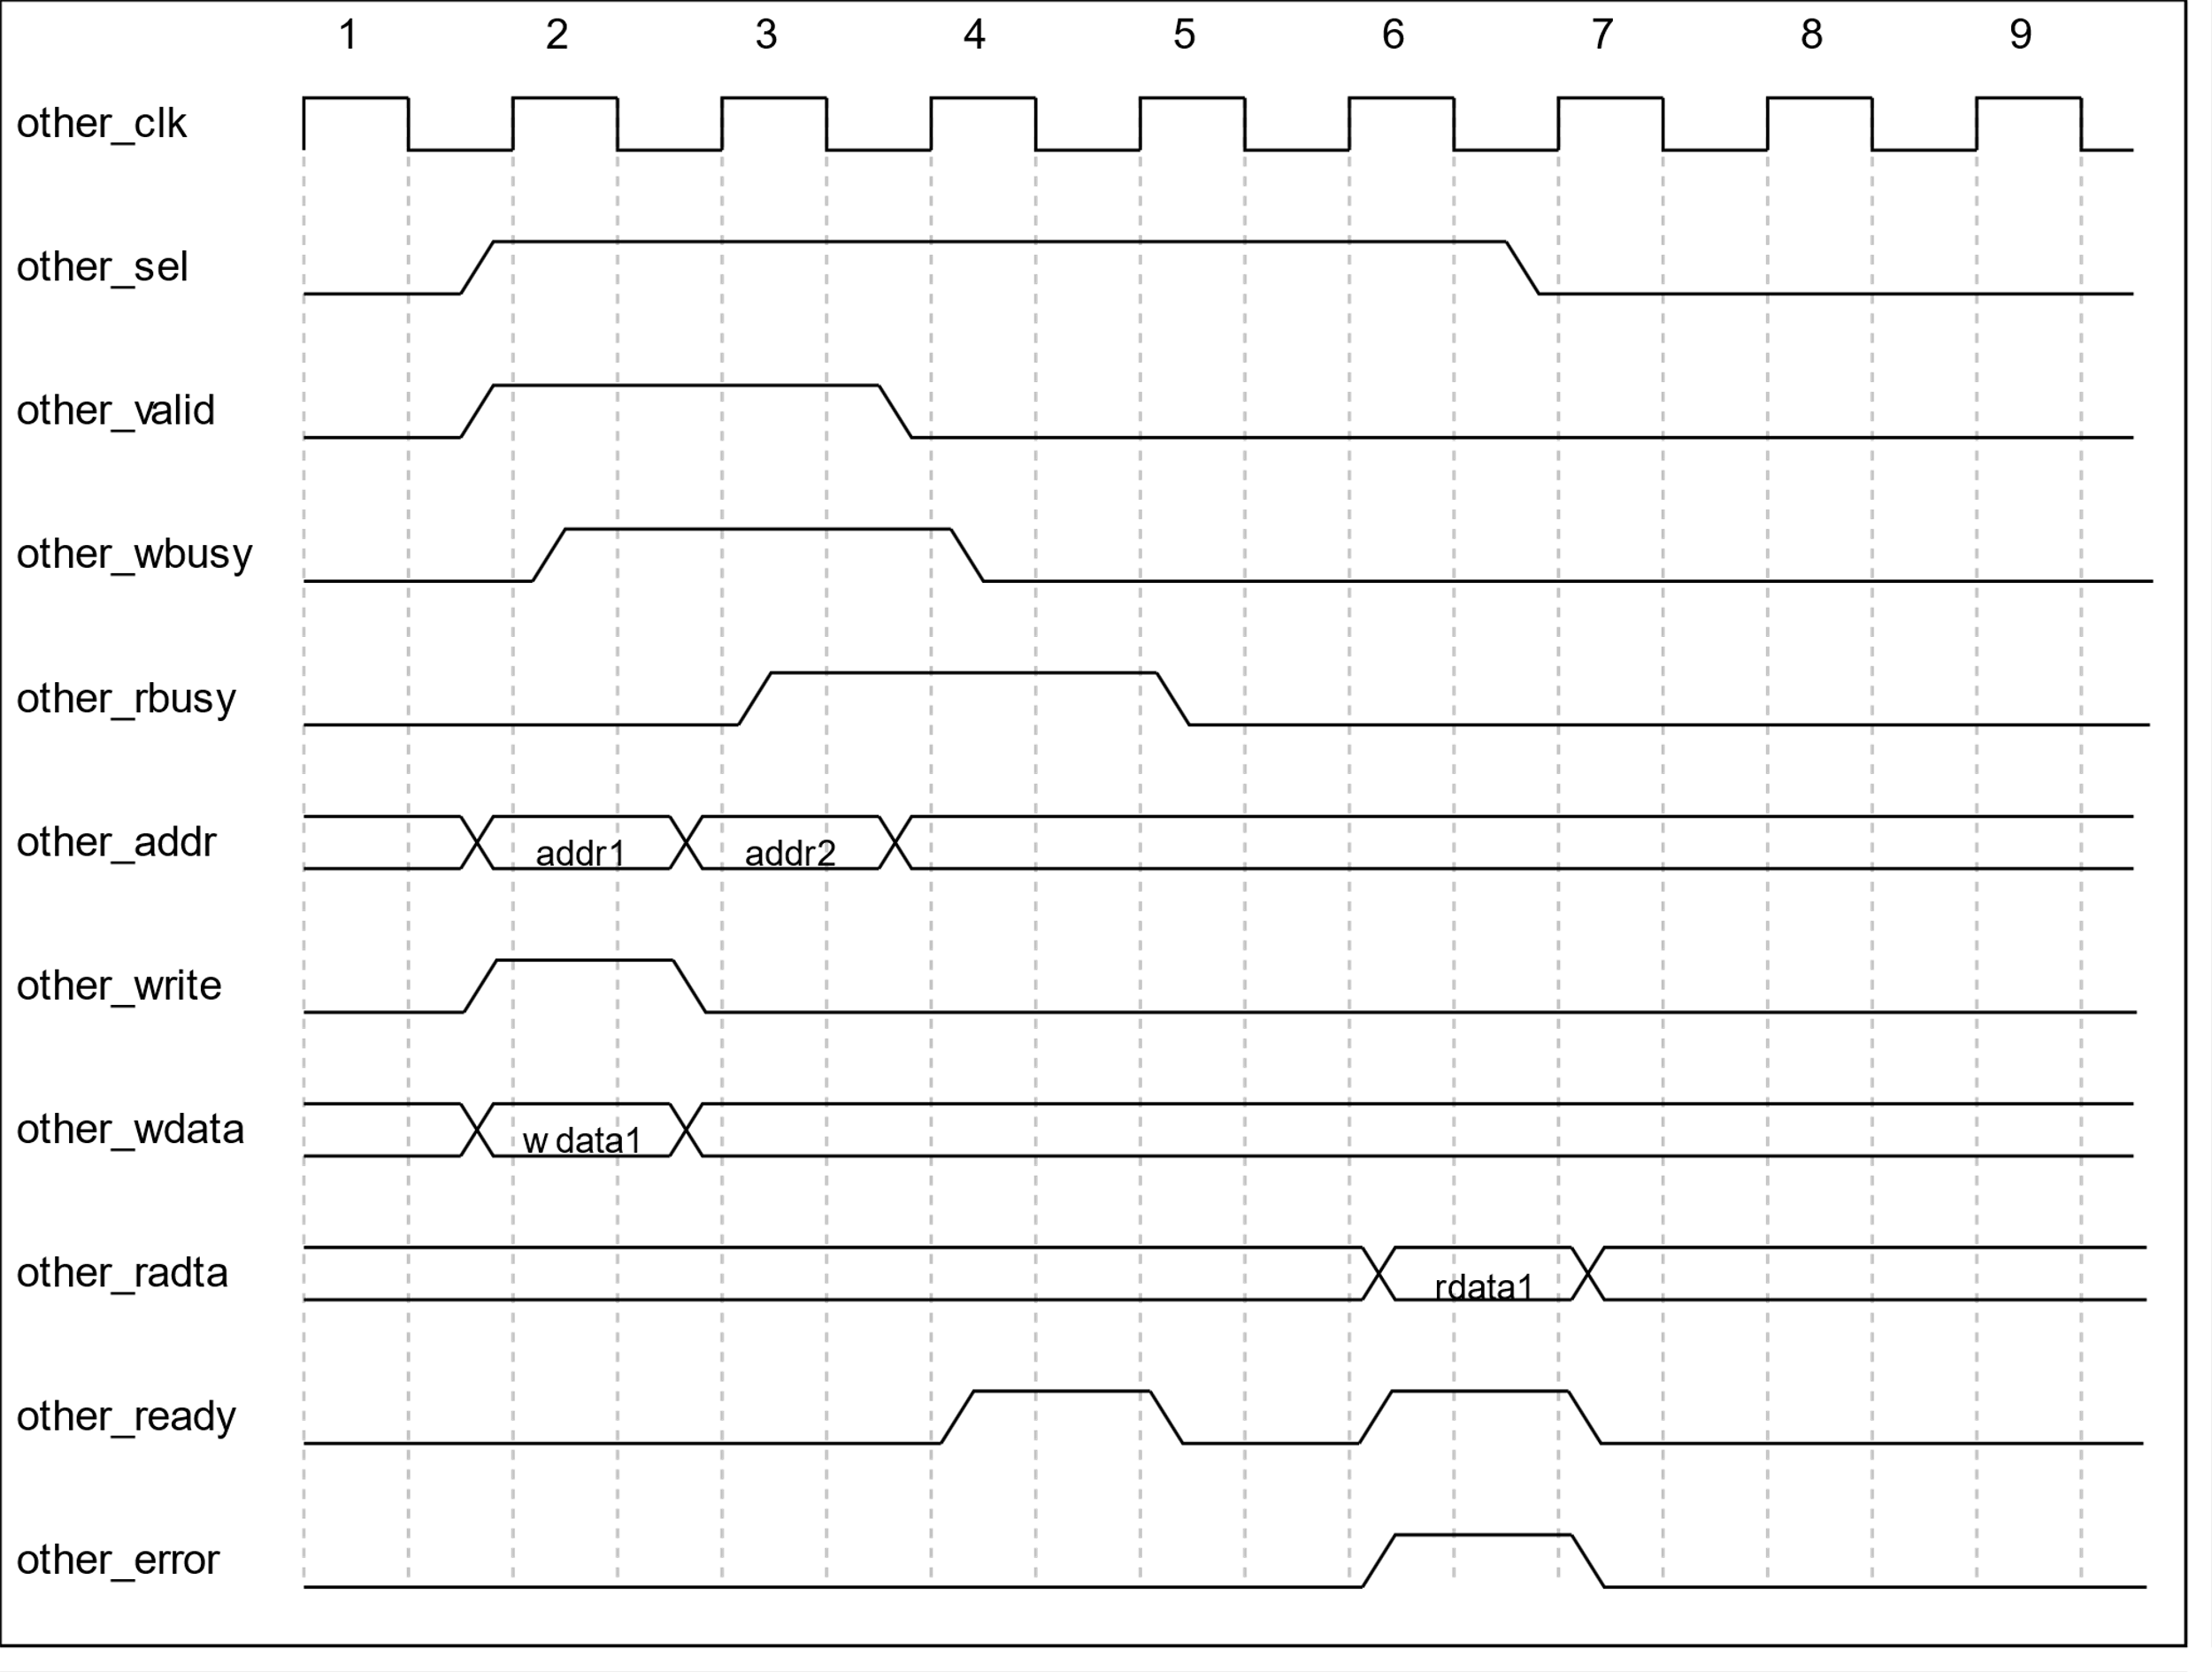 1 2 3 4 5 6 7 8 9
other_clk
other_sel
other_valid
other_wbusy
other_rbusy
other_addr addr1 addr2
other_write
other_wdata w data1
other_radta rdata1
other_ready
other_error